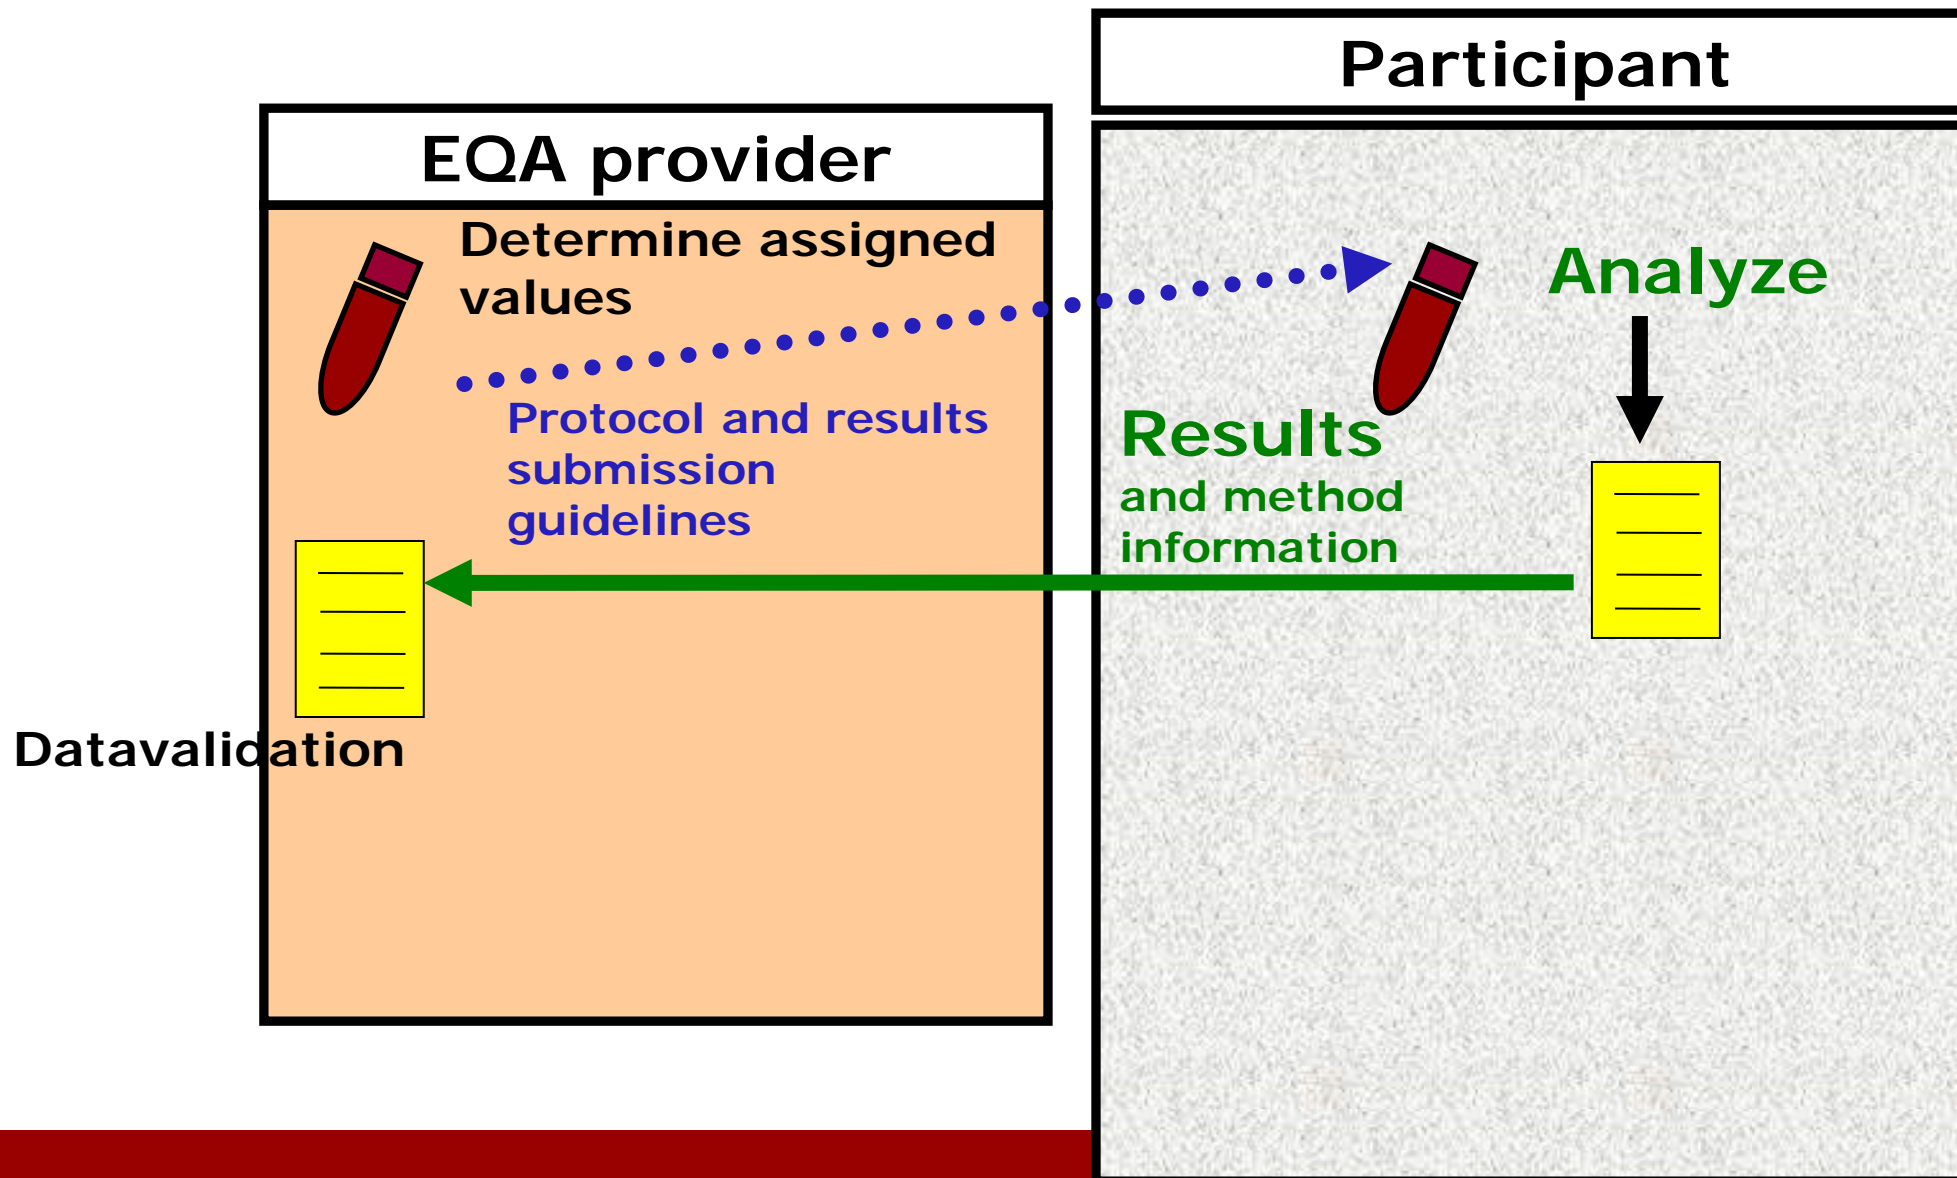 Participant
EQA provider
Determine assigned
values
Analyze
Protocol and results
submission
guidelines
Results
and method
information
Datavalidation